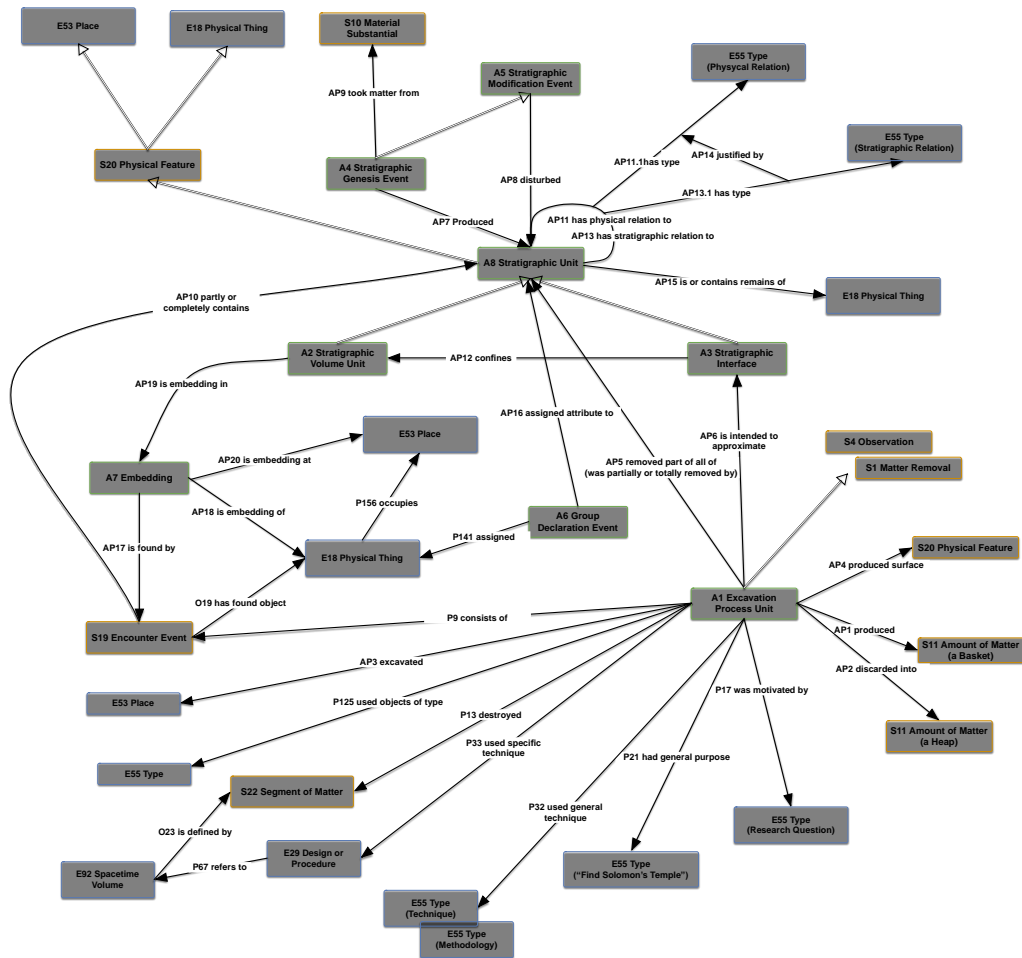 E53 Place
E18 Physical Thing
S10 Material
Substantial
E55 Type
(Physycal Relation)
A5 Stratigraphic
Modification Event
AP9 took matter from
E55 Type
(Stratigraphic Relation)
S20 Physical Feature
A4 Stratigraphic
Genesis Event
AP11.1has type
AP14 justified by
AP8 disturbed
AP13.1 has type
AP7 Produced
AP11 has physical relation to
AP13 has stratigraphic relation to
A8 Stratigraphic Unit
AP15 is or contains remains of
E18 Physical Thing
AP10 partly or
completely contains
A2 Stratigraphic
Volume Unit
AP12 confines
A3 Stratigraphic
Interface
AP19 is embedding in
AP16 assigned attribute to
AP6 is intended to
approximate
E53 Place
S4 Observation
AP20 is embedding at
AP5 removed part of all of
(was partially or totally removed by)
S1 Matter Removal
A7 Embedding
P156 occupies
AP18 is embedding of
A6 Group
Declaration Event
P141 assigned
AP17 is found by
E18 Physical Thing
S20 Physical Feature
AP4 produced surface
O19 has found object
A1 Excavation
Process Unit
P9 consists of
S19 Encounter Event
AP1 produced
S11 Amount of Matter
(a Basket)
AP3 excavated
AP2 discarded into
E53 Place
P125 used objects of type
P13 destroyed
P17 was motivated by
P33 used specific
technique
P21 had general purpose
S11 Amount of Matter
(a Heap)
E55 Type
S22 Segment of Matter
P32 used general
technique
E55 Type
(Research Question)
O23 is defined by
E29 Design or
Procedure
P67 refers to
E92 Spacetime
Volume
E55 Type
(“Find Solomon’s Temple”)
E55 Type
(Technique)
E55 Type
(Methodology)